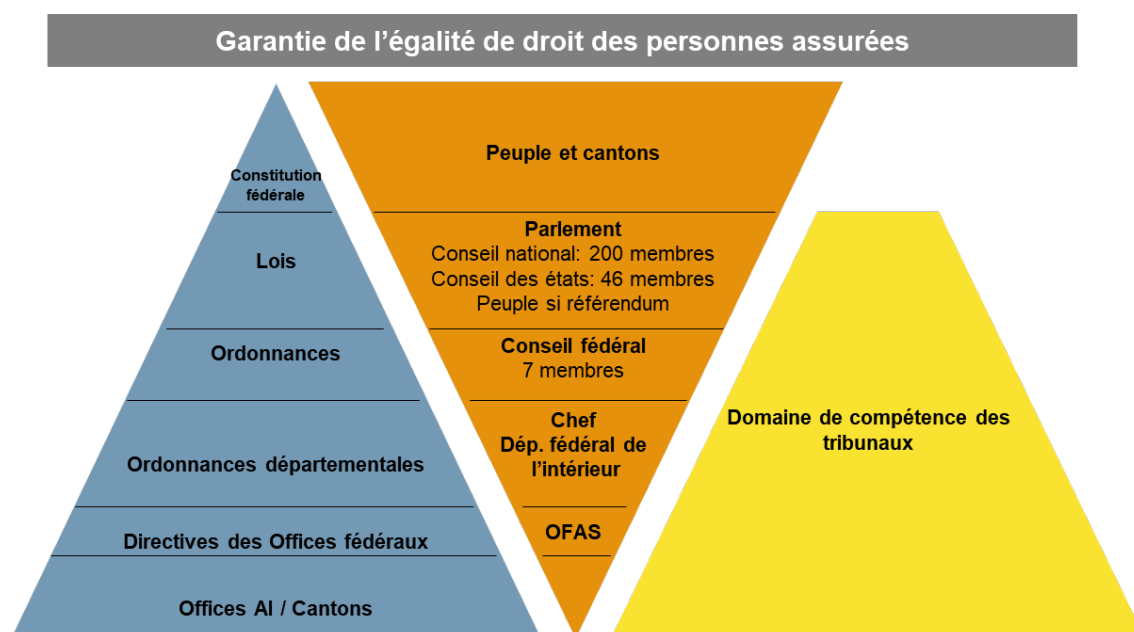 Garantie de l’égalité de droit des personnes assurées
Constitution
fédérale
Lois
Ordonnances
Ordonnances départementales
Directives des Offices fédéraux
Offices AI / Cantons
Peuple et cantons
Parlement
Conseil national: 200 membres
Conseil des états: 46 membres
Peuple si référendum
Conseil fédéral
7 membres
Chef
Dép. fédéral de
l’intérieur
OFAS
Domaine de compétence des
tribunaux